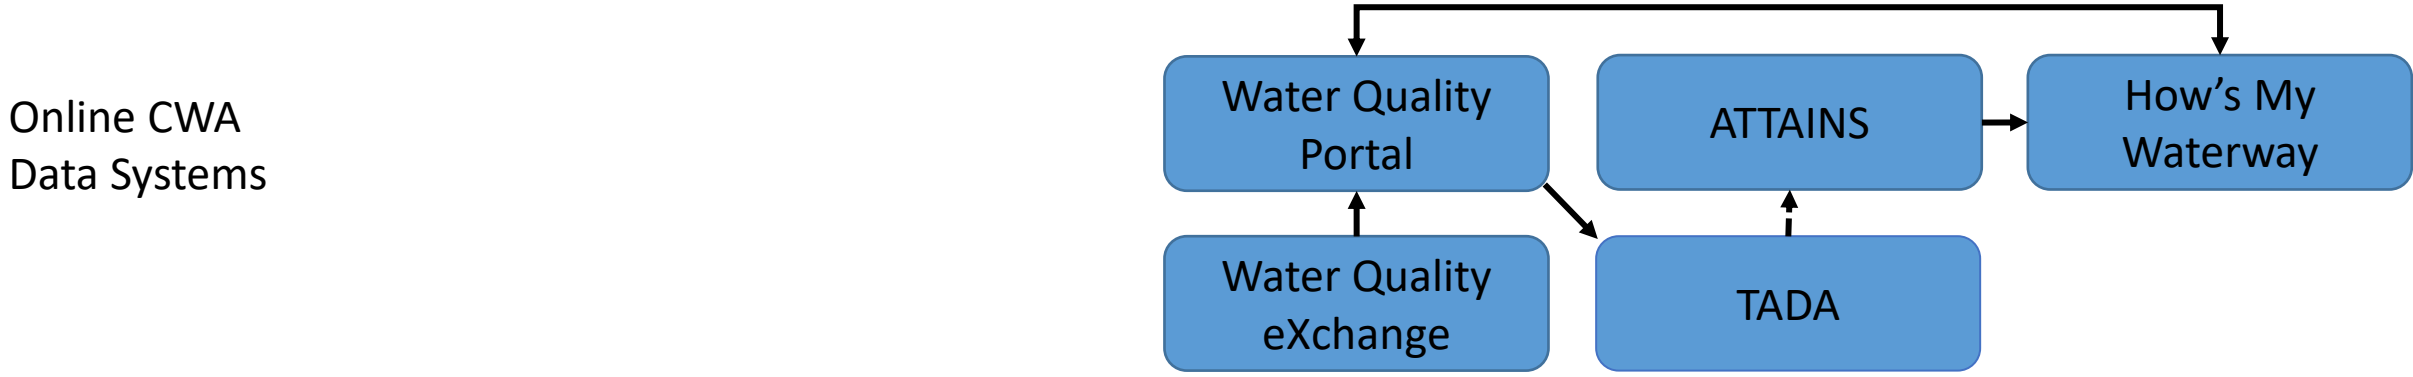 Online CWA
Data Systems
Water Quality
Portal
ATTAINS
How’s My
Waterway
Water Quality
eXchange
TADA